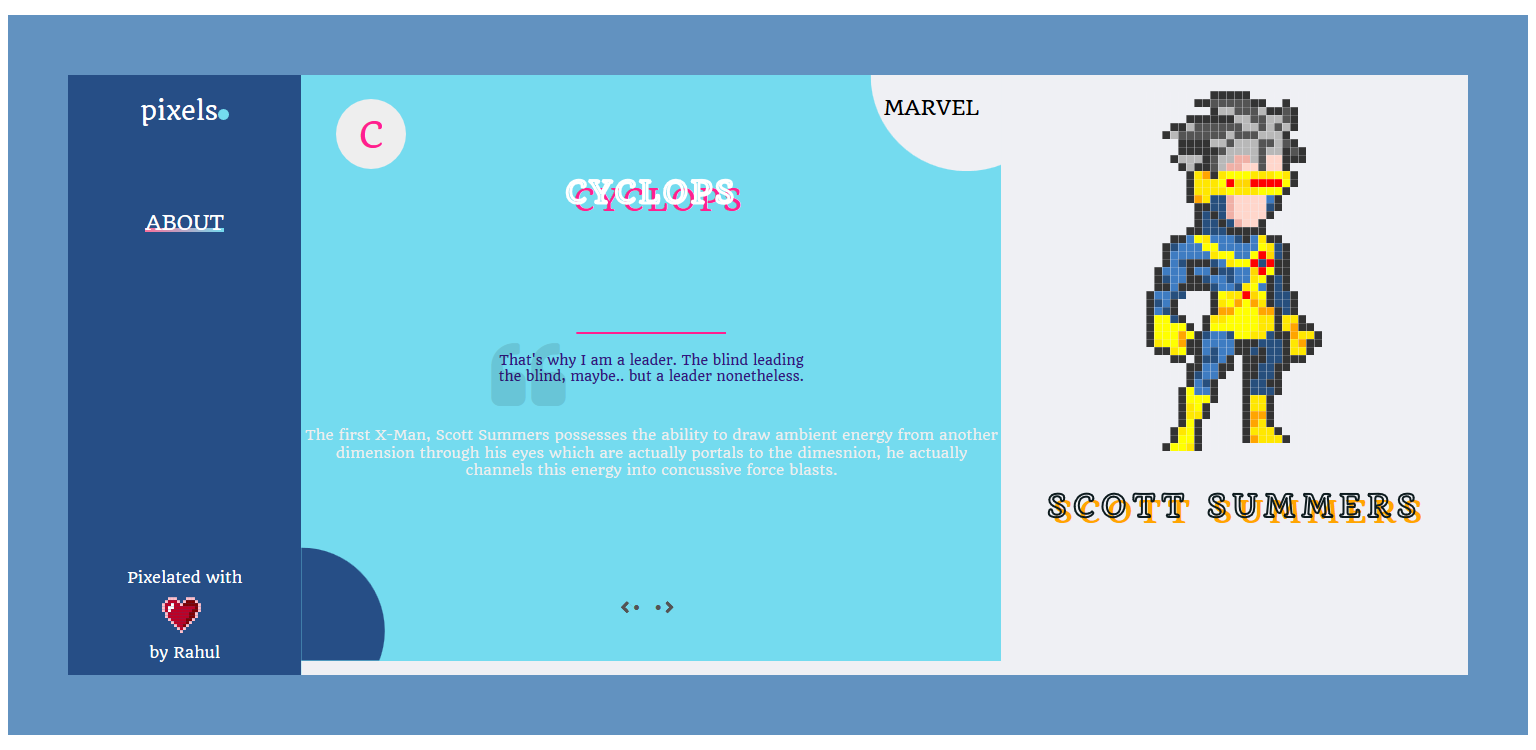 pixels
ABOUT
Pixelated with
by Rahul
C
MARVEL
CYCLOPS
That's why I am a leader. The blind leading
the blind, maybe.. but a leader nonetheless.
The first X-Man, Scott Summers possesses the ability to draw ambient energy from another
dimension through his eyes which are actually portals to the dimesnion, he actually
channels this energy into concussive force blasts.
SCOTT SUMMERS